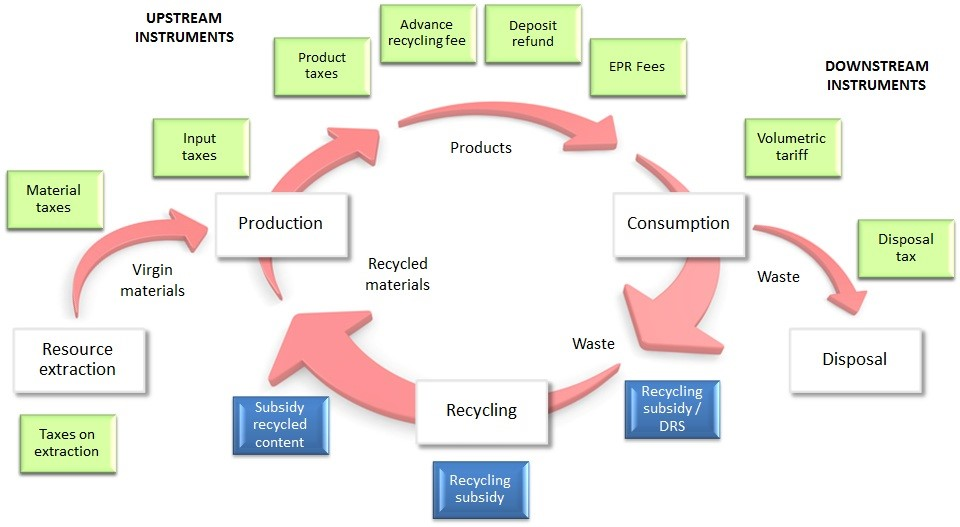 UPSTREAM
INSTRUMENTS
Advance
recycling fee
Deposit
refund
Product
taxes
EPR Fees
DOWNSTREAM
INSTRUMENTS
Input
taxes
Products
Volumetric
tariff
Material
taxes
Production
Consumption
Disposal
tax
Virgin
materials
Recycled
materials
Waste
Resource
extraction
Waste
Disposal
Taxes on
extraction
Subsidy
recycled
content
Recycling
Recycling
subsidy /
DRS
Recycling
subsidy